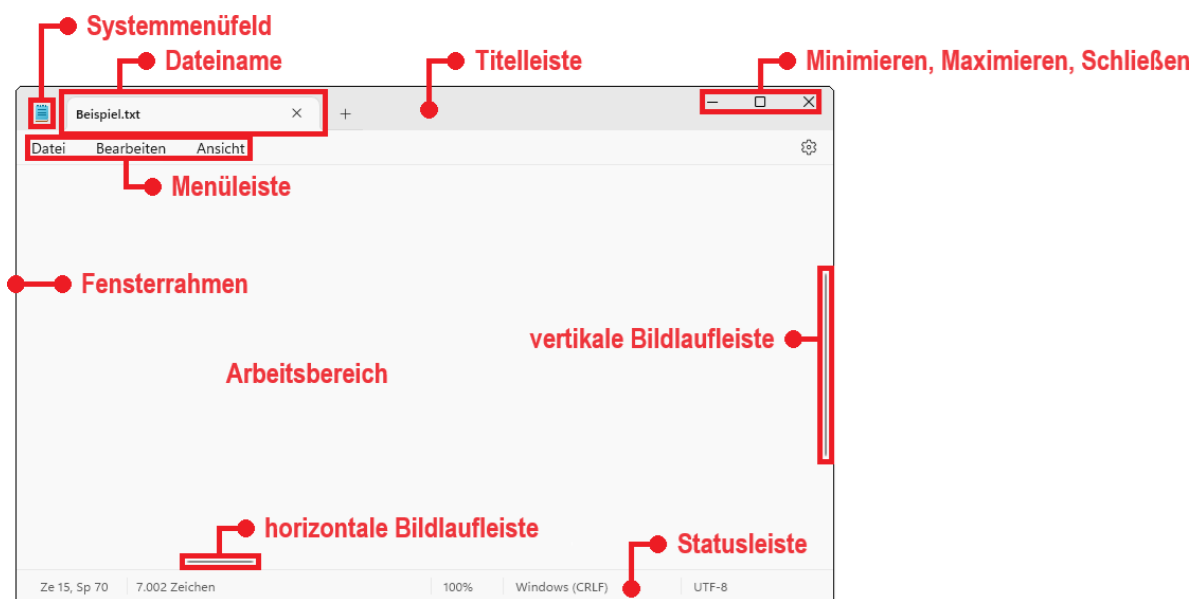 Systemmenüfeld
Dateiname
Titelleiste
Minimieren, Maximieren, Schließen
Beispiel.txt
Datei Bearbeiten Ansicht
Menüleiste
Fensterrahmen
vertikale Bildlaufleiste
Arbeitsbereich
horizontale Bildlaufleiste
Statusleiste
Ze 15, Sp 70 7.002 Zeichen 100% Windows (CRLF) UTF-8